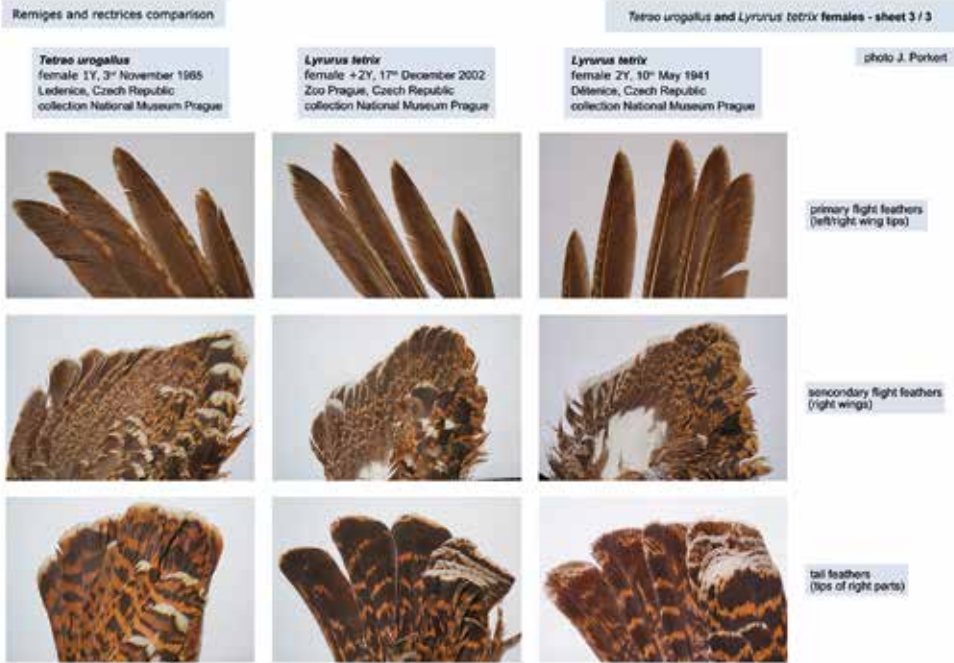 Remiges and rectrices comparison
Tetrao urogallus and Lyrurus tetrix females - sheet 3 / 3
photo J. Porkert
Tetrao urogallus
female 1Y, 3rd November 1985
Ledenice, Czech Republic
collection National Museum Prague
Lyrurus tetrix
female +2Y, 17th December 2002
Zoo Prague, Czech Republic
collection National Museum Prague
Lyrurus tetrix
female 2Y, 10th May 1941
Dětenice, Czech Republic
collection National Museum Prague
primary flight feathers
(left/right wing tips)
sencondary flight feathers
(right wings)
tail feathers
(tips of right parts)